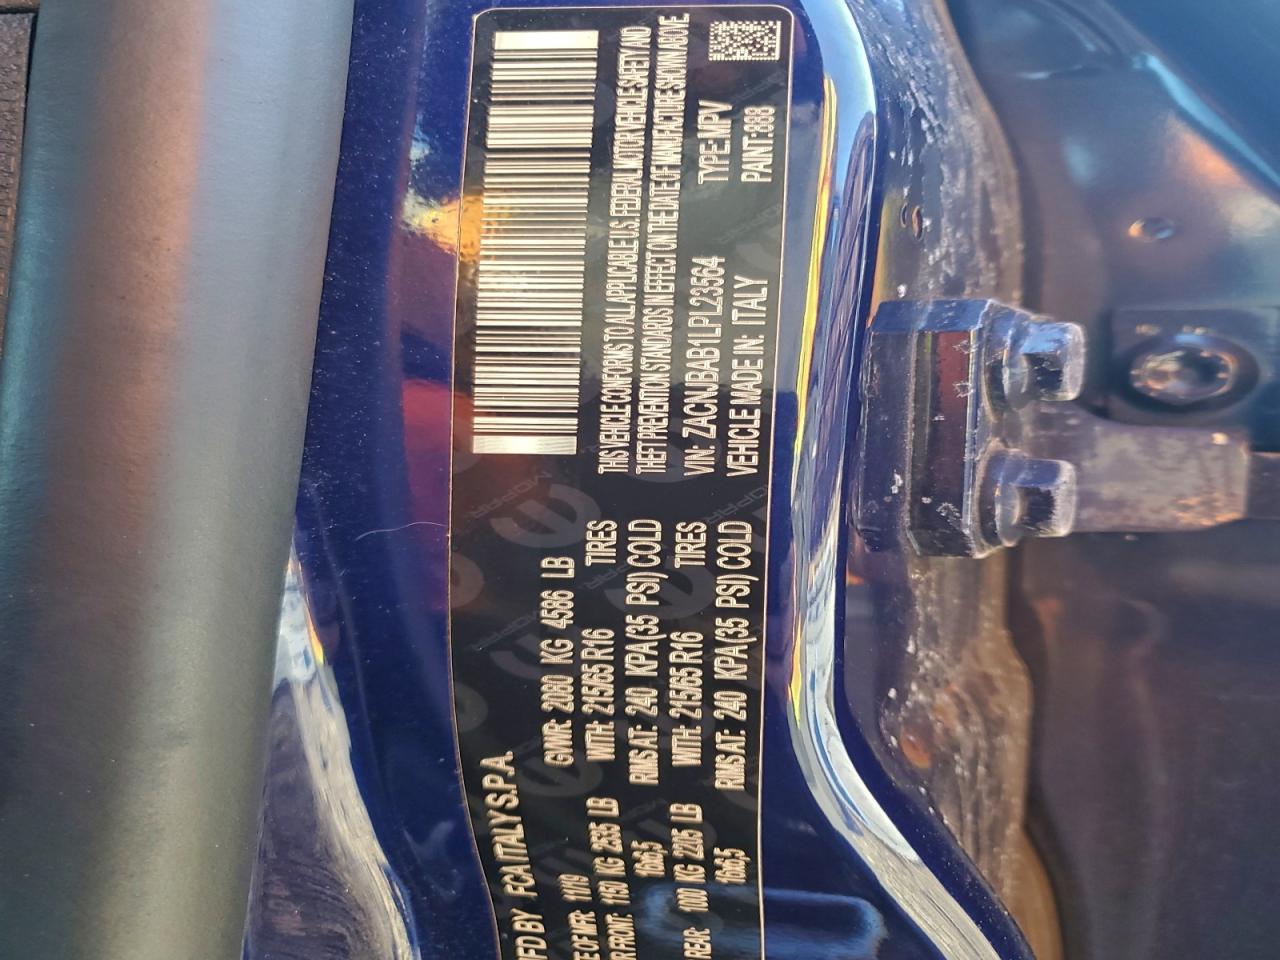 MFD BY FCA ITALY S.P.A.
E OF MFR: 11/19 GVWR: 2080 KG 4586 LB
R FRONT: 1150 KG 2535 LB WITH: 215/65 R16 TIRES
16x6,5 RIMS AT: 240 KPA(35 PSI) COLD
REAR: 1000 KG 2205 LB WITH: 215/65 R16 TIRES
16x6,5 RIMS AT: 240 KPA(35 PSI) COLD
THIS VEHICLE CONFORMS TO ALL APPLICABLE U.S. FEDERAL MOTOR VEHICLE SAFETY AND
THEFT PREVENTION STANDARDS IN EFFECT ON THE DATE OF MANUFACTURE SHOWN ABOVE.
VIN: ZACNJBAB1LPL23564 TYPE: MPV
VEHICLE MADE IN: ITALY PAINT: 888
MOPAR